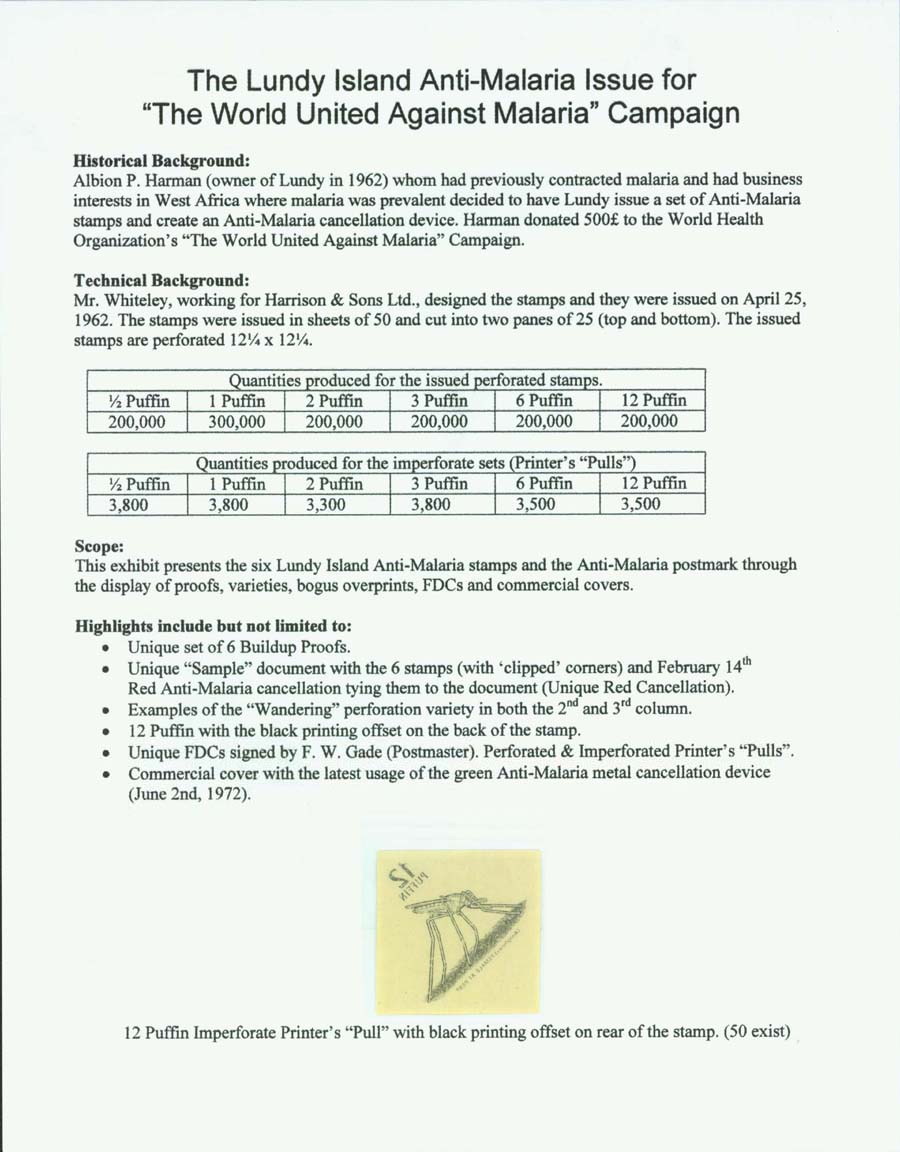 The Lundy Island Anti-Malaria Issue for
“The World United Against Malaria” Campaign
Historical Background:
Albion P. Harman (owner of Lundy in 1962) whom had previously contracted malaria and had business
interests in West Africa where malaria was prevalent decided to have Lundy issue a set of Anti-Malaria
stamps and create an Anti-Malaria cancellation device. Harman donated 500£ to the World Health
Organization’s “The World United Against Malaria” Campaign.
Technical Background:
Mr. Whiteley, working for Harrison & Sons Ltd., designed the stamps and they were issued on April 25,
1962. The stamps were issued in sheets of 50 and cut into two panes of 25 (top and bottom). The issued
stamps are perforated 12¼ x 12¼.
Quantities produced for the issued perforated stamps.
½ Puffin 1 Puffin 2 Puffin 3 Puffin 6 Puffin 12 Puffin
200,000 300,000 200,000 200,000 200,000 200,000
Quantities produced for the imperforate sets (Printer’s “Pulls”)
½ Puffin 1 Puffin 2 Puffin 3 Puffin 6 Puffin 12 Puffin
3,800 3,800 3,300 3,800 3,500 3,500
Scope:
This exhibit presents the six Lundy Island Anti-Malaria stamps and the Anti-Malaria postmark through
the display of proofs, varieties, bogus overprints, FDCs and commercial covers.
Highlights include but not limited to:
• Unique set of 6 Buildup Proofs.
• Unique “Sample” document with the 6 stamps (with ‘clipped’ corners) and February 14th
Red Anti-Malaria cancellation tying them to the document (Unique Red Cancellation).
• Examples of the “Wandering” perforation variety in both the 2nd and 3rd column.
• 12 Puffin with the black printing offset on the back of the stamp.
• Unique FDCs signed by F. W. Gade (Postmaster). Perforated & Imperforated Printer’s “Pulls”.
• Commercial cover with the latest usage of the green Anti-Malaria metal cancellation device
(June 2nd, 1972).
12
PUFFIN
12 Puffin Imperforate Printer’s “Pull” with black printing offset on rear of the stamp. (50 exist)